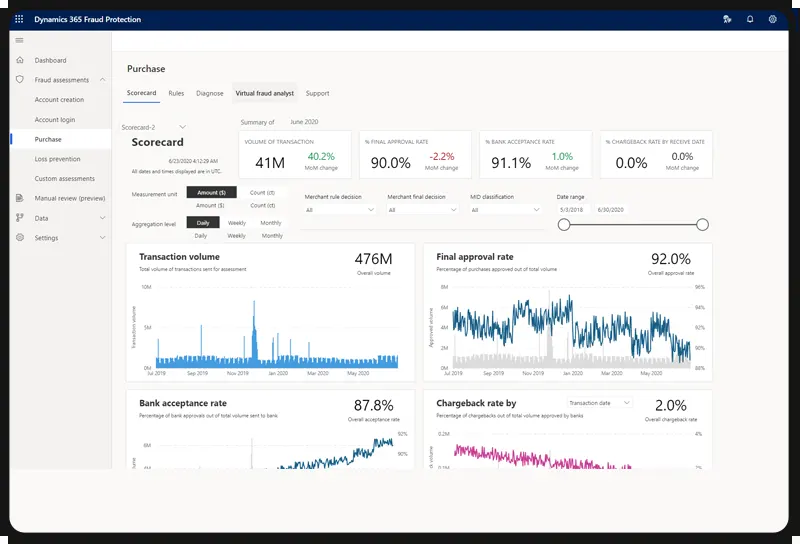 Dynamics 365 Fraud Protection
Dashboard
Fraud assessments
Account creation
Account login
Purchase
Loss prevention
Custom assessments
Manual review (preview)
Data
Settings
Purchase
Scorecard Rules Diagnose Virtual fraud analyst Support
Scorecard-2
Summary of June 2020
Scorecard
6/23/2020 4:12:29 AM
All dates and times displayed are in UTC.
VOLUME OF TRANSACTION
41M 40.2%
MoM change
% FINAL APPROVAL RATE
90.0% -2.2%
MoM change
% BANK ACCEPTANCE RATE
91.1% 1.0%
MoM change
% CHARGEBACK RATE BY RECEIVE DATE
0.0% 0.0%
MoM change
Measurement unit Amount ($) Count (ct)
Amount ($) Count (ct)
Aggregation level Daily Weekly Monthly
Daily Weekly Monthly
Merchant rule decision
All
Merchant final decision
All
MID classification
All
Date range
5/3/2018 6/30/2020
Transaction volume 476M
Total volume of transactions sent for assessment Overall volume
Transaction volume
10M
5M
0M
Jul 2019 Sep 2019 Nov 2019 Jan 2020 Mar 2020 May 2020
Final approval rate 92.0%
Percentage of purchases approved out of total volume Overall approval rate
Approved volume
8M 96%
6M 94%
4M 92%
2M 90%
0M 88%
Jul 2019 Sep 2019 Nov 2019 Jan 2020 Mar 2020 May 2020
Bank acceptance rate 87.8%
Percentage of bank approvals out of total volume sent to bank Overall acceptance rate
92%
6M
90%
4M
Chargeback rate by Transaction date 2.0%
Percentage of chargebacks out of total volume approved by banks Overall chargeback rate
0.2M 4%
0.1M 2%